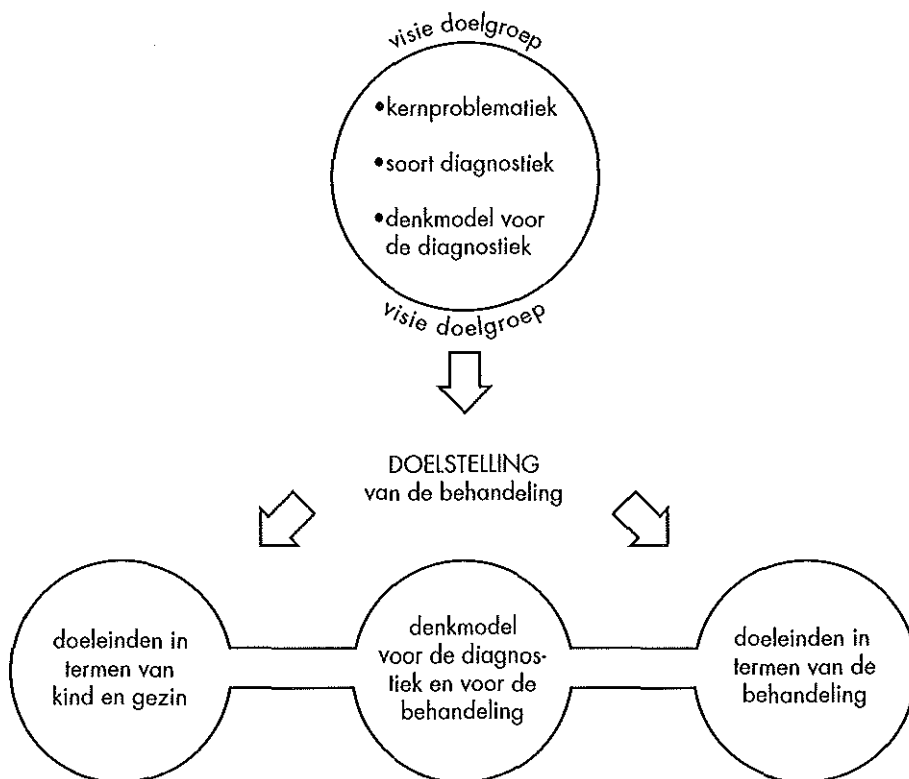 visie doelgroep
•kernproblematiek
•soort diagnostiek
•denkmodel voor
de diagnostiek
visie doelgroep
DOELSTELLING
van de behandeling
doeleinden in
termen van
kind en gezin
denkmodel
voor de diagnos-
tiek en voor de
behandeling
doeleinden in
termen van de
behandeling